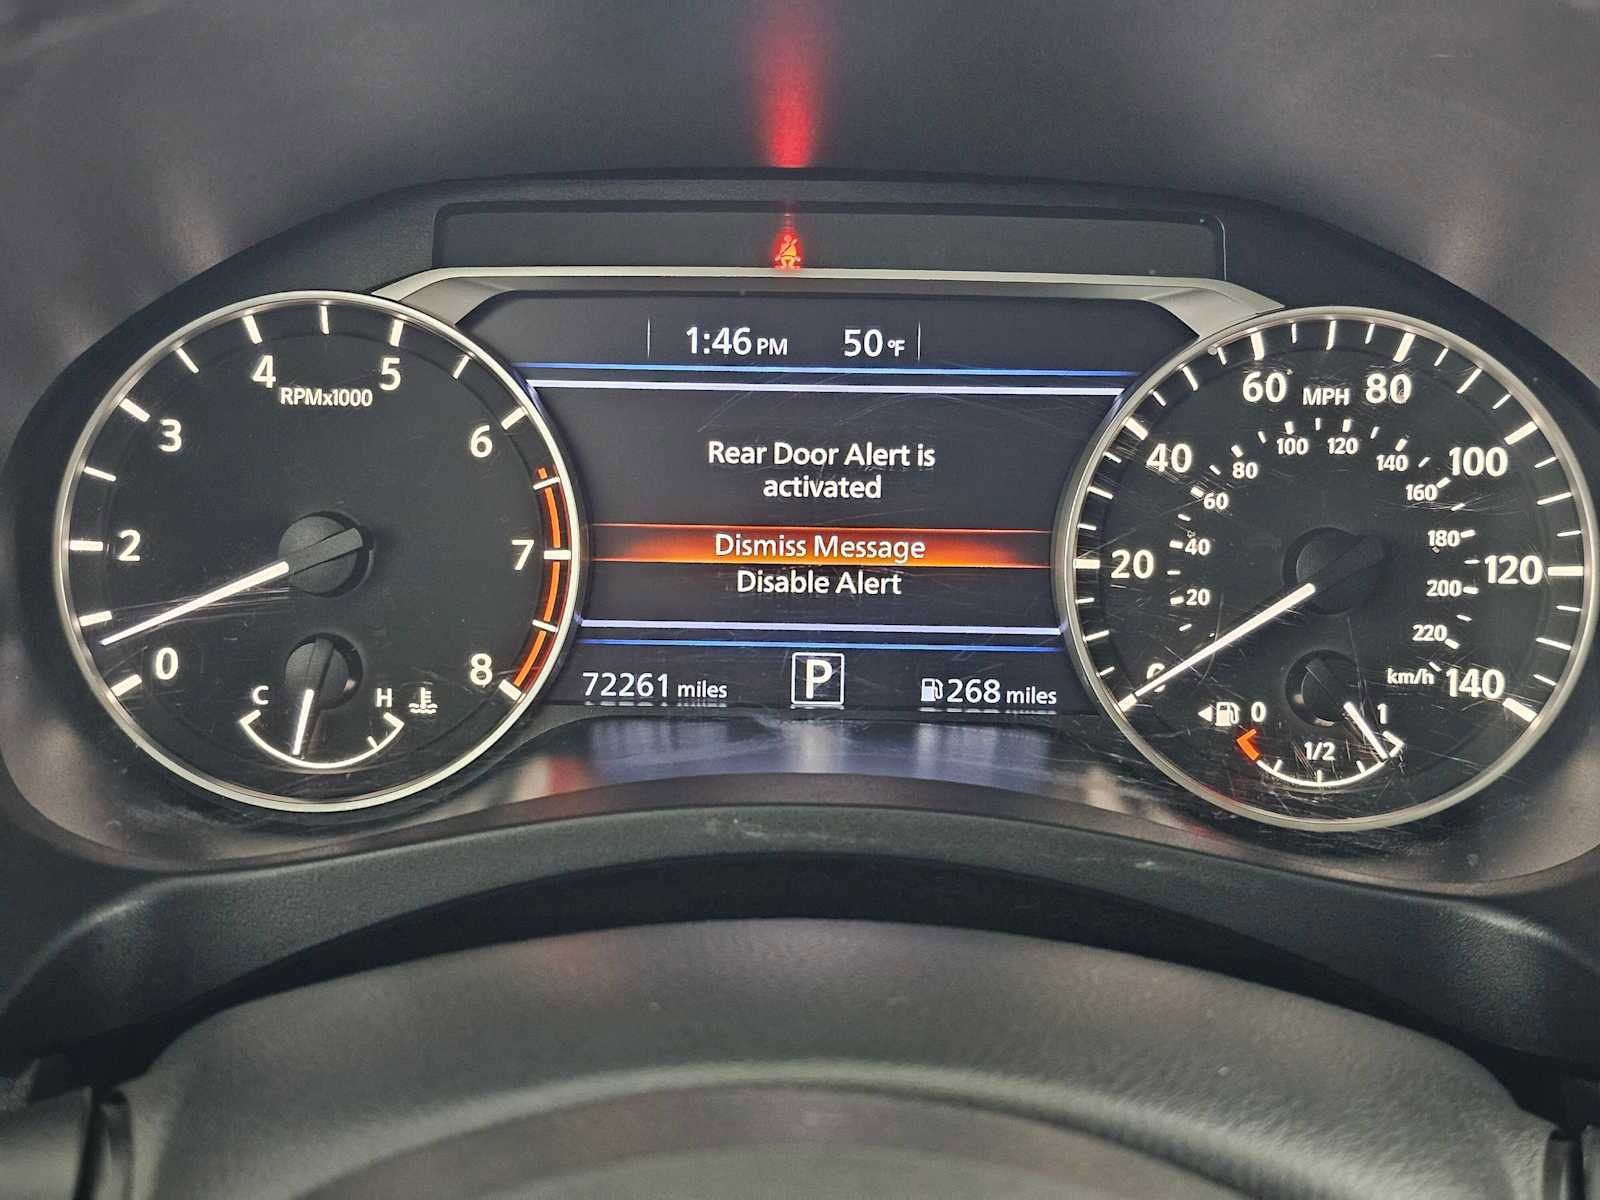 1:46 PM 50 °F
Rear Door Alert is
activated
Dismiss Message
Disable Alert
72261 miles P 268 miles
0 2 3 4 5 6 7 8
RPMx1000
C H
0 20 40 60 80 100 120 140
MPH
20 40 60 80 100 120 140 160 180 200 220
km/h
0 1/2 1